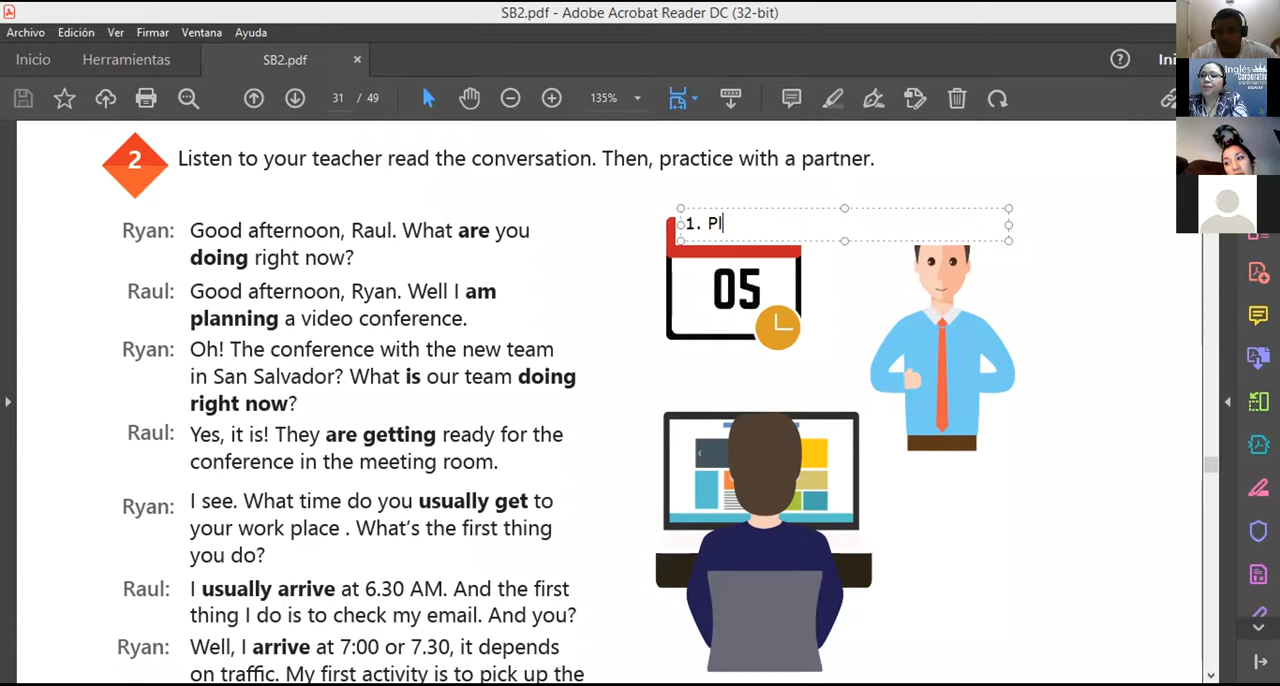 SB2.pdf - Adobe Acrobat Reader DC (32-bit)
Archivo Edición Ver Firmar Ventana Ayuda
Inicio Herramientas SB2.pdf × ? Ini
31 / 49 135%
Inglés
Corporativo
2 Listen to your teacher read the conversation. Then, practice with a partner.
1. Pl
Ryan: Good afternoon, Raul. What are you
doing right now?
05
Raul: Good afternoon, Ryan. Well I am
planning a video conference.
Ryan: Oh! The conference with the new team
in San Salvador? What is our team doing
right now?
Raul: Yes, it is! They are getting ready for the
conference in the meeting room.
Ryan: I see. What time do you usually get to
your work place . What’s the first thing
you do?
Raul: I usually arrive at 6.30 AM. And the first
thing I do is to check my email. And you?
Ryan: Well, I arrive at 7:00 or 7.30, it depends
on traffic. My first activity is to pick up the